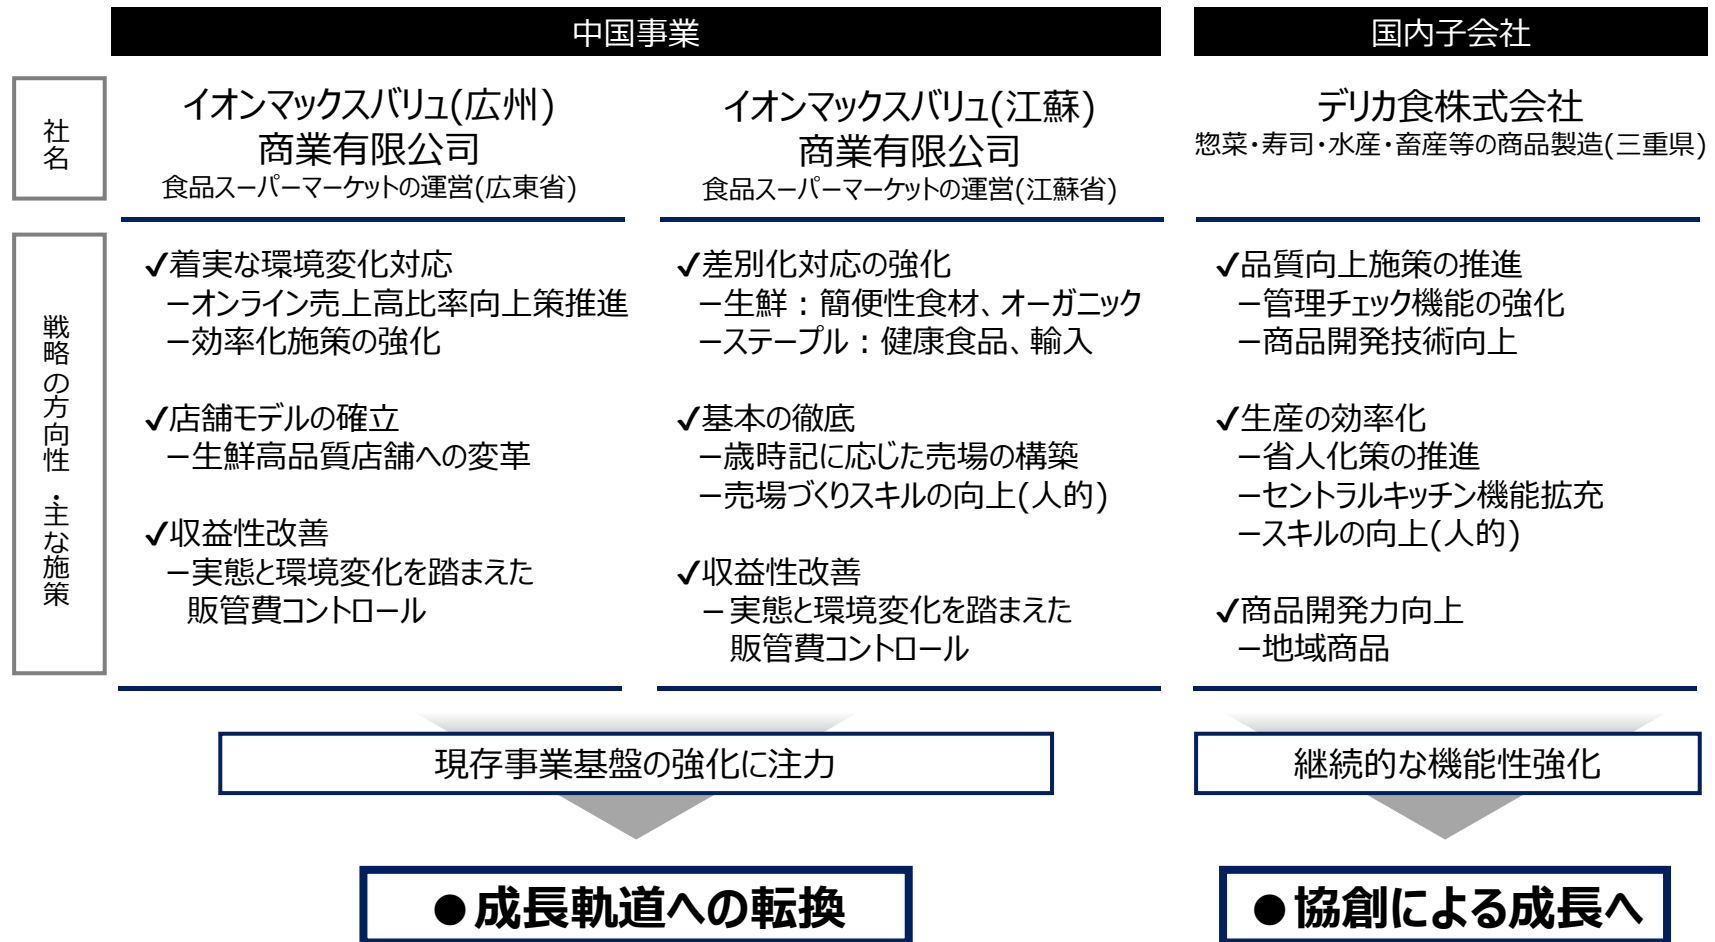 中国事業
国内子会社
社名
イオンマックスバリュ(広州)
商業有限公司
食品スーパーマーケットの運営(広東省)
イオンマックスバリュ(江蘇)
商業有限公司
食品スーパーマーケットの運営(江蘇省)
デリカ食株式会社
惣菜・寿司・水産・畜産等の商品製造(三重県)
戦略の方向性・主な施策
✓着実な環境変化対応
－オンライン売上高比率向上策推進
－効率化施策の強化
✓店舗モデルの確立
－生鮮高品質店舗への変革
✓収益性改善
－実態と環境変化を踏まえた
販管費コントロール
✓差別化対応の強化
－生鮮：簡便性食材、オーガニック
－ステープル：健康食品、輸入
✓基本の徹底
－歳時記に応じた売場の構築
－売場づくりスキルの向上(人的)
✓収益性改善
－実態と環境変化を踏まえた
販管費コントロール
✓品質向上施策の推進
－管理チェック機能の強化
－商品開発技術向上
✓生産の効率化
－省人化策の推進
－セントラルキッチン機能拡充
－スキルの向上(人的)
✓商品開発力向上
－地域商品
現存事業基盤の強化に注力
継続的な機能性強化
●成長軌道への転換
●協創による成長へ